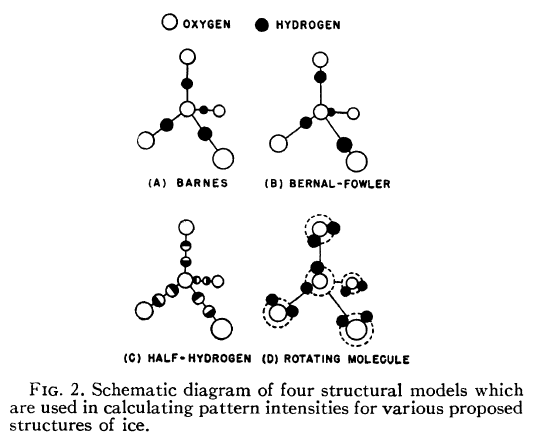 OXYGEN HYDROGEN
(A) BARNES (B) BERNAL-FOWLER
(C) HALF-HYDROGEN (D) ROTATING MOLECULE
FIG. 2. Schematic diagram of four structural models which
are used in calculating pattern intensities for various proposed
structures of ice.